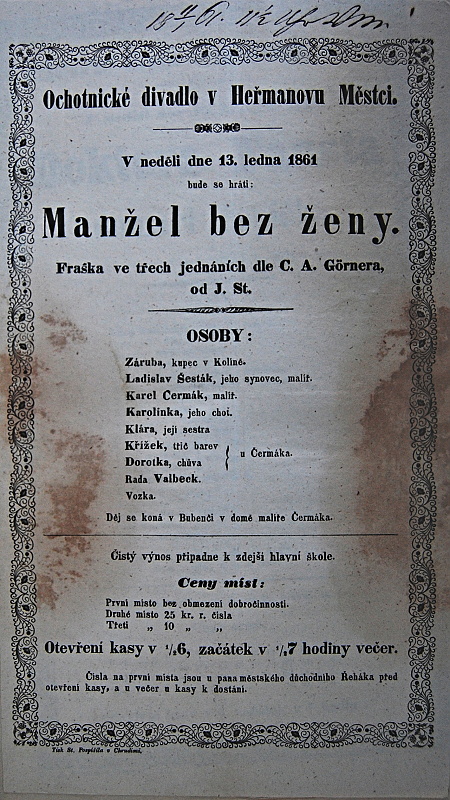 Ochotnické divadlo v Heřmanovu Městci.
V neděli dne 13. ledna 1861
bude se hráti:
Manžel bez ženy.
Fraška ve třech jednáních dle C. A. Görnera,
od J. St.
OSOBY:
Záruba, kupec v Kolíně.
Ladislav Šesták, jeho synovec, malíř.
Karel Čermák, malíř.
Karolinka, jeho choť.
Klára, její sestra
Křížek, třič barev
Dorotka, chůva
u Čermáka.
Rada Valbeck.
Vozka.
Děj se koná v Bubenči v domě malíře Čermáka.
Čistý výnos připadne k zdejší hlavní škole.
Ceny míst:
První místo bez obmezení dobročinnosti.
Druhé místo 25 kr. r. čísla
Třetí „ 10 „ „
Otevření kasy v ½6, začátek v ½7 hodiny večer.
Čísla na první místa jsou u pana městského důchodního Řeháka před
otevření kasy, a u večer u kasy k dostání.
Tisk St. Pospíšila v Chrudimi.